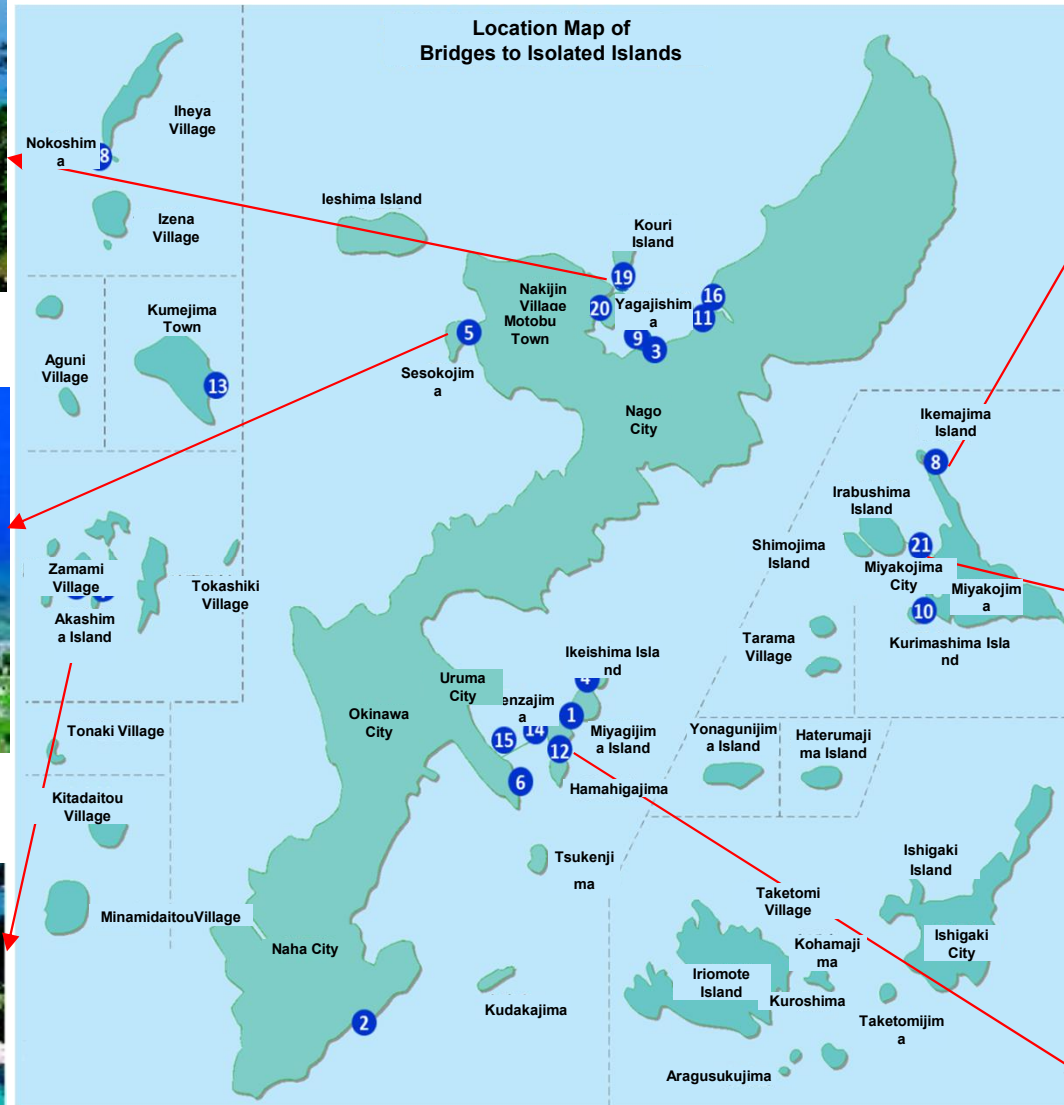 Location Map of
Bridges to Isolated Islands
Iheya
Village
Nokoshim
a
8
Izena
Village
Ieshima Island
Kouri
Island
19
Nakijin
Village
Motobu
Town
20
Yagajishim
a
16
11
9
3
5
Sesokojim
a
Kumejima
Town
Aguni
Village
13
Nago
City
Ikemajima
Island
8
Irabushima
Island
Shimojima
Island
21
Miyakojima
City
Miyakojim
a
10
Kurimashima Isla
nd
Tarama
Village
Zamami
Village
Akashim
a Island
Tokashiki
Village
Ikeishima Isla
nd
4
Uruma
City
enzajim
a
Okinawa
City
1
14
15
12
Miyagijim
a Island
6
Hamahigajima
Yonagunijim
a Island
Haterumaji
ma Island
Tonaki Village
Kitadaitou
Village
MinamidaitouVillage
Tsukenji
ma
Naha City
Kudakajima
2
Ishigaki
Island
Taketomi
Village
Ishigaki
City
Kohamaji
ma
Iriomote
Island
Kuroshima
Taketomijim
a
Aragusukujima